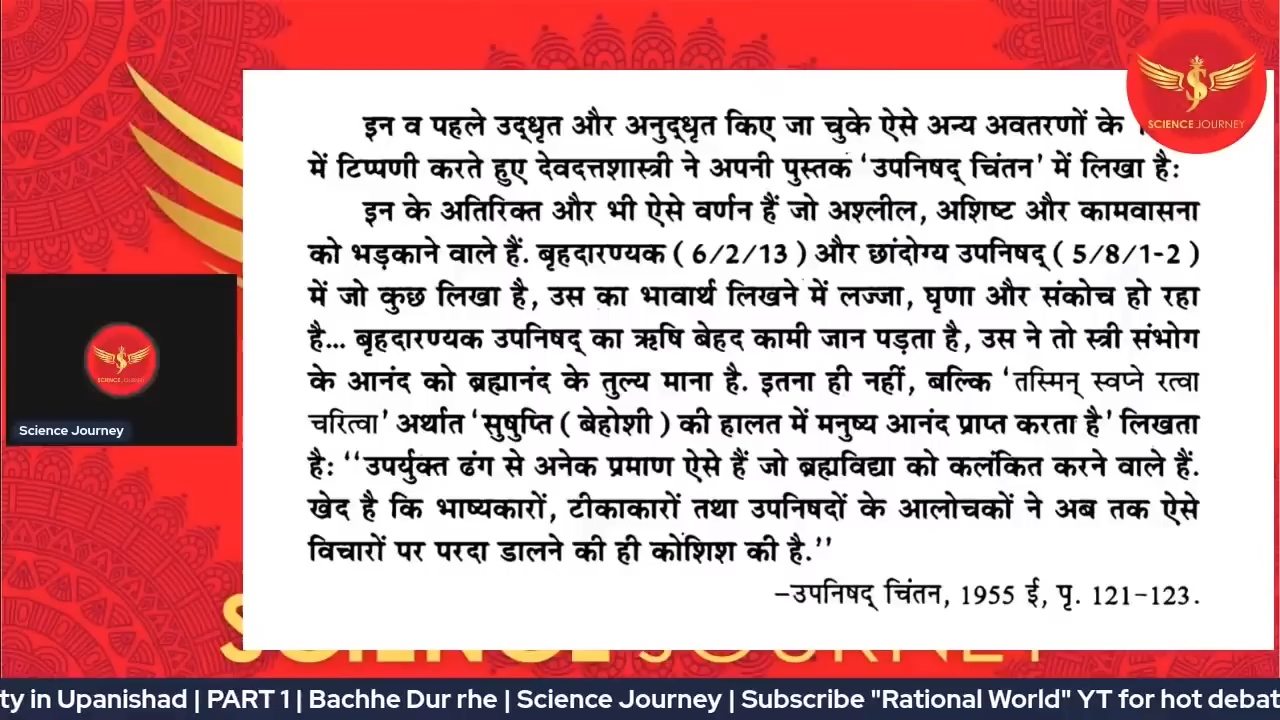 इन व पहले उद्धृत और अनुद्धृत किए जा चुके ऐसे अन्य अवतरणों के
में टिप्पणी करते हुए देवदत्तशास्त्री ने अपनी पुस्तक ‘उपनिषद् चिंतन’ में लिखा है:
इन के अतिरिक्त और भी ऐसे वर्णन हैं जो अश्लील, अशिष्ट और कामवासना
को भड़काने वाले हैं. बृहदारण्यक ( 6/2/13 ) और छांदोग्य उपनिषद् ( 5/8/1-2 )
में जो कुछ लिखा है, उस का भावार्थ लिखने में लज्जा, घृणा और संकोच हो रहा
है... बृहदारण्यक उपनिषद् का ऋषि बेहद कामी जान पड़ता है, उस ने तो स्त्री संभोग
के आनंद को ब्रह्मानंद के तुल्य माना है. इतना ही नहीं, बल्कि ‘तस्मिन् स्वप्ने रत्वा
चरित्वा’ अर्थात ‘सुषुप्ति ( बेहोशी ) की हालत में मनुष्य आनंद प्राप्त करता है’ लिखता
है: ‘‘उपर्युक्त ढंग से अनेक प्रमाण ऐसे हैं जो ब्रह्मविद्या को कलंकित करने वाले हैं.
खेद है कि भाष्यकारों, टीकाकारों तथा उपनिषदों के आलोचकों ने अब तक ऐसे
विचारों पर परदा डालने की ही कोशिश की है.’’
–उपनिषद् चिंतन, 1955 ई, पृ. 121–123.
SCIENCE JOURNEY
SCIENCE JOURNEY
Science Journey
SCIENCE JOURNEY
ty in Upanishad | PART 1 | Bachhe Dur rhe | Science Journey | Subscribe "Rational World" YT for hot debat